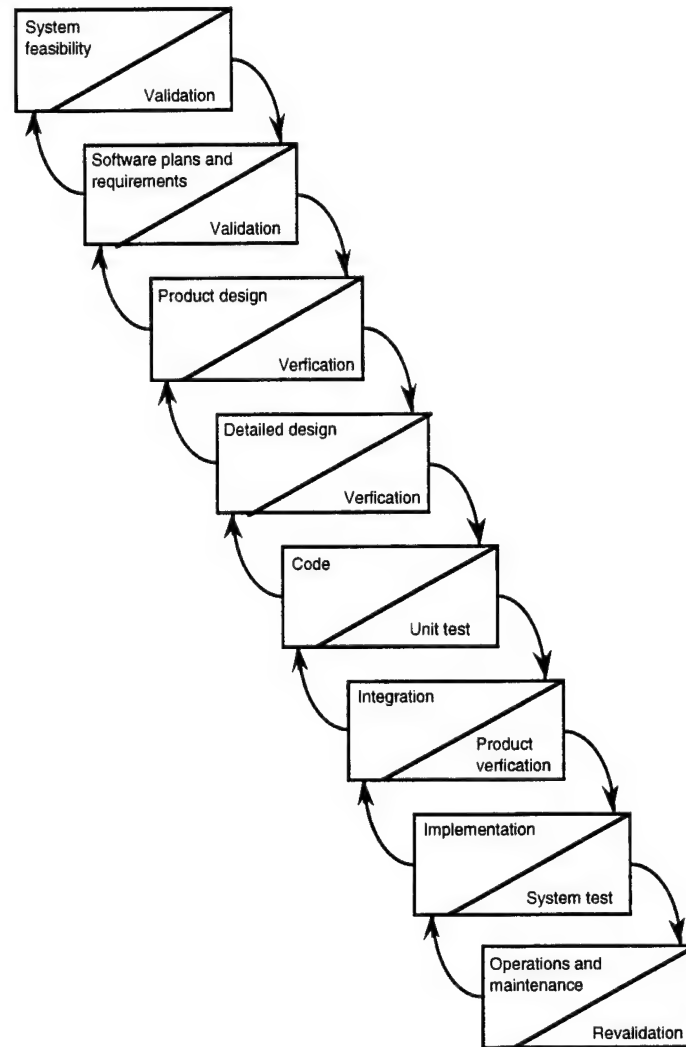 System
feasibility
Validation
Software plans and
requirements
Validation
Product design
Verfication
Detailed design
Verfication
Code
Unit test
Integration
Product
verfication
Implementation
System test
Operations and
maintenance
Revalidation